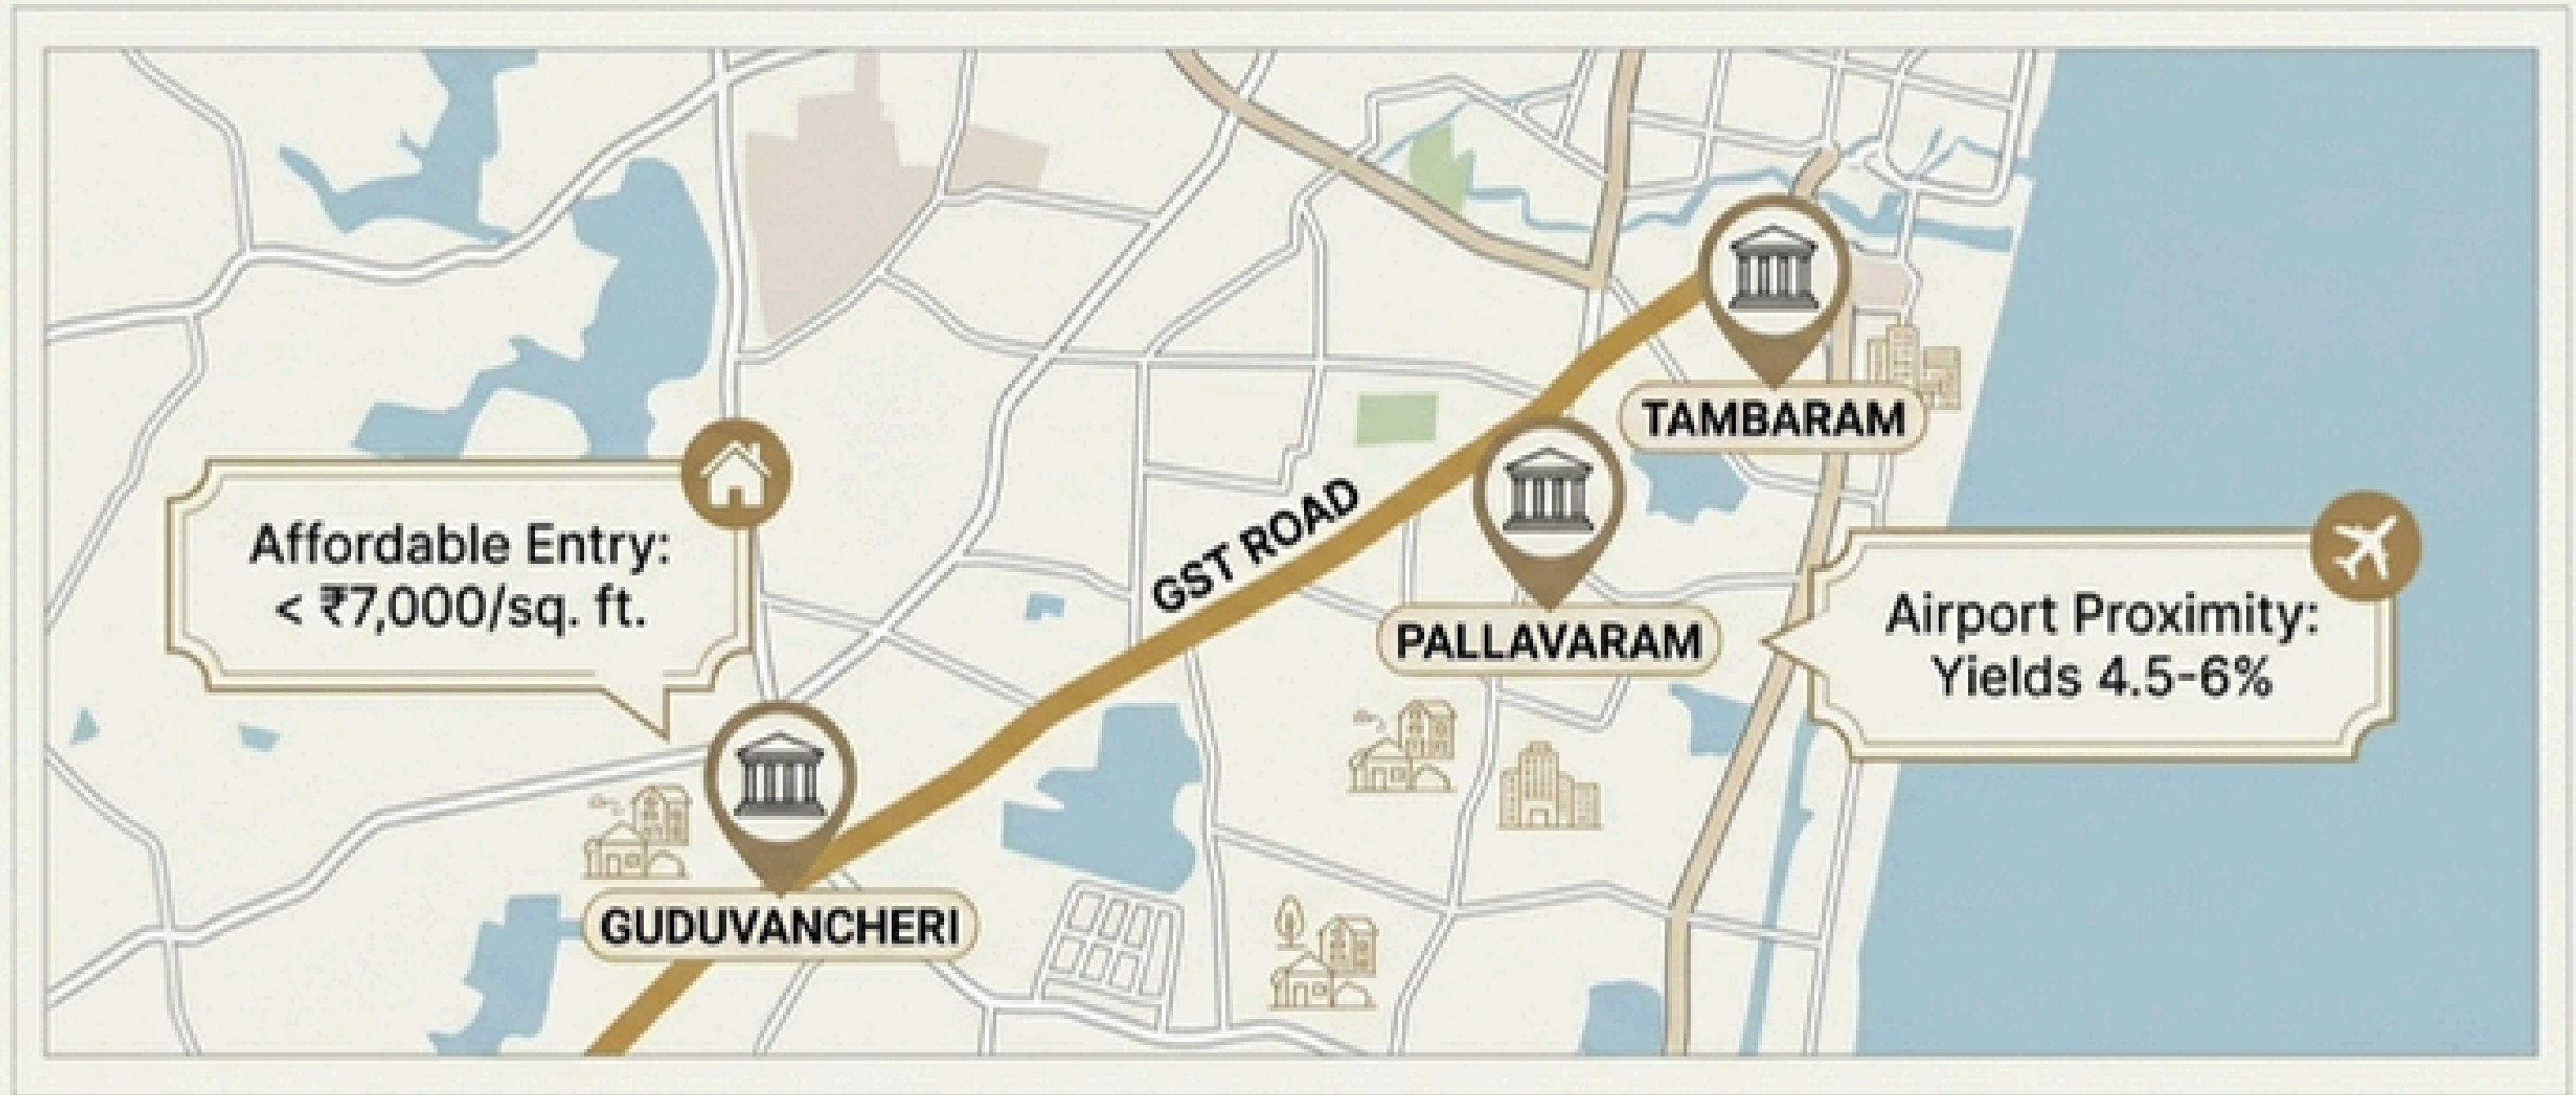 TAMBARAM
Affordable Entry:
< ₹7,000/sq. ft.
GST ROAD
PALLAVARAM
Airport Proximity:
Yields 4.5-6%
GUDUVANCHERI